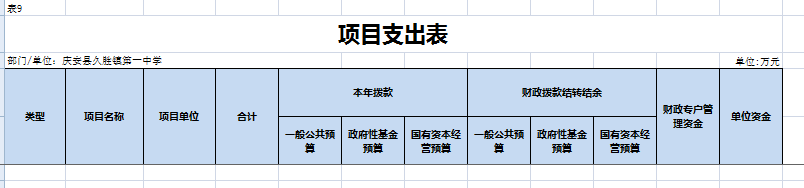 表9
项目支出表
部门/单位：庆安县久胜镇第一中学 单位:万元
类型 项目名称 项目单位 合计 本年拨款 财政拨款结转结余 财政专户管理资金 单位资金
一般公共预算 政府性基金预算 国有资本经营预算 一般公共预算 政府性基金预算 国有资本经营预算